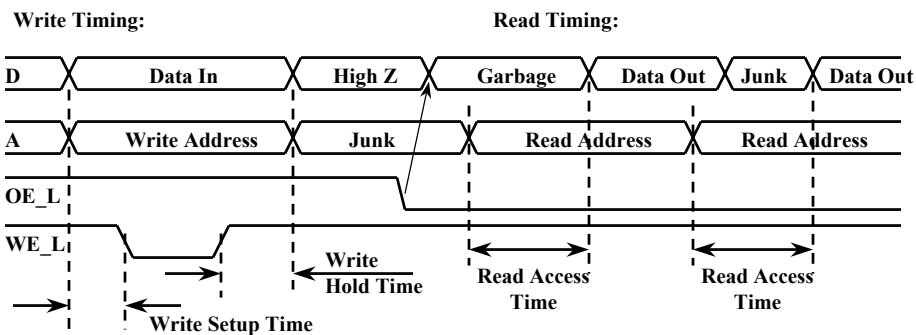 Write Timing: Read Timing:
D Data In High Z Garbage Data Out Junk Data Out
A Write Address Junk Read Address Read Address
OE_L
WE_L
Write
Hold Time
Read Access
Time
Read Access
Time
Write Setup Time